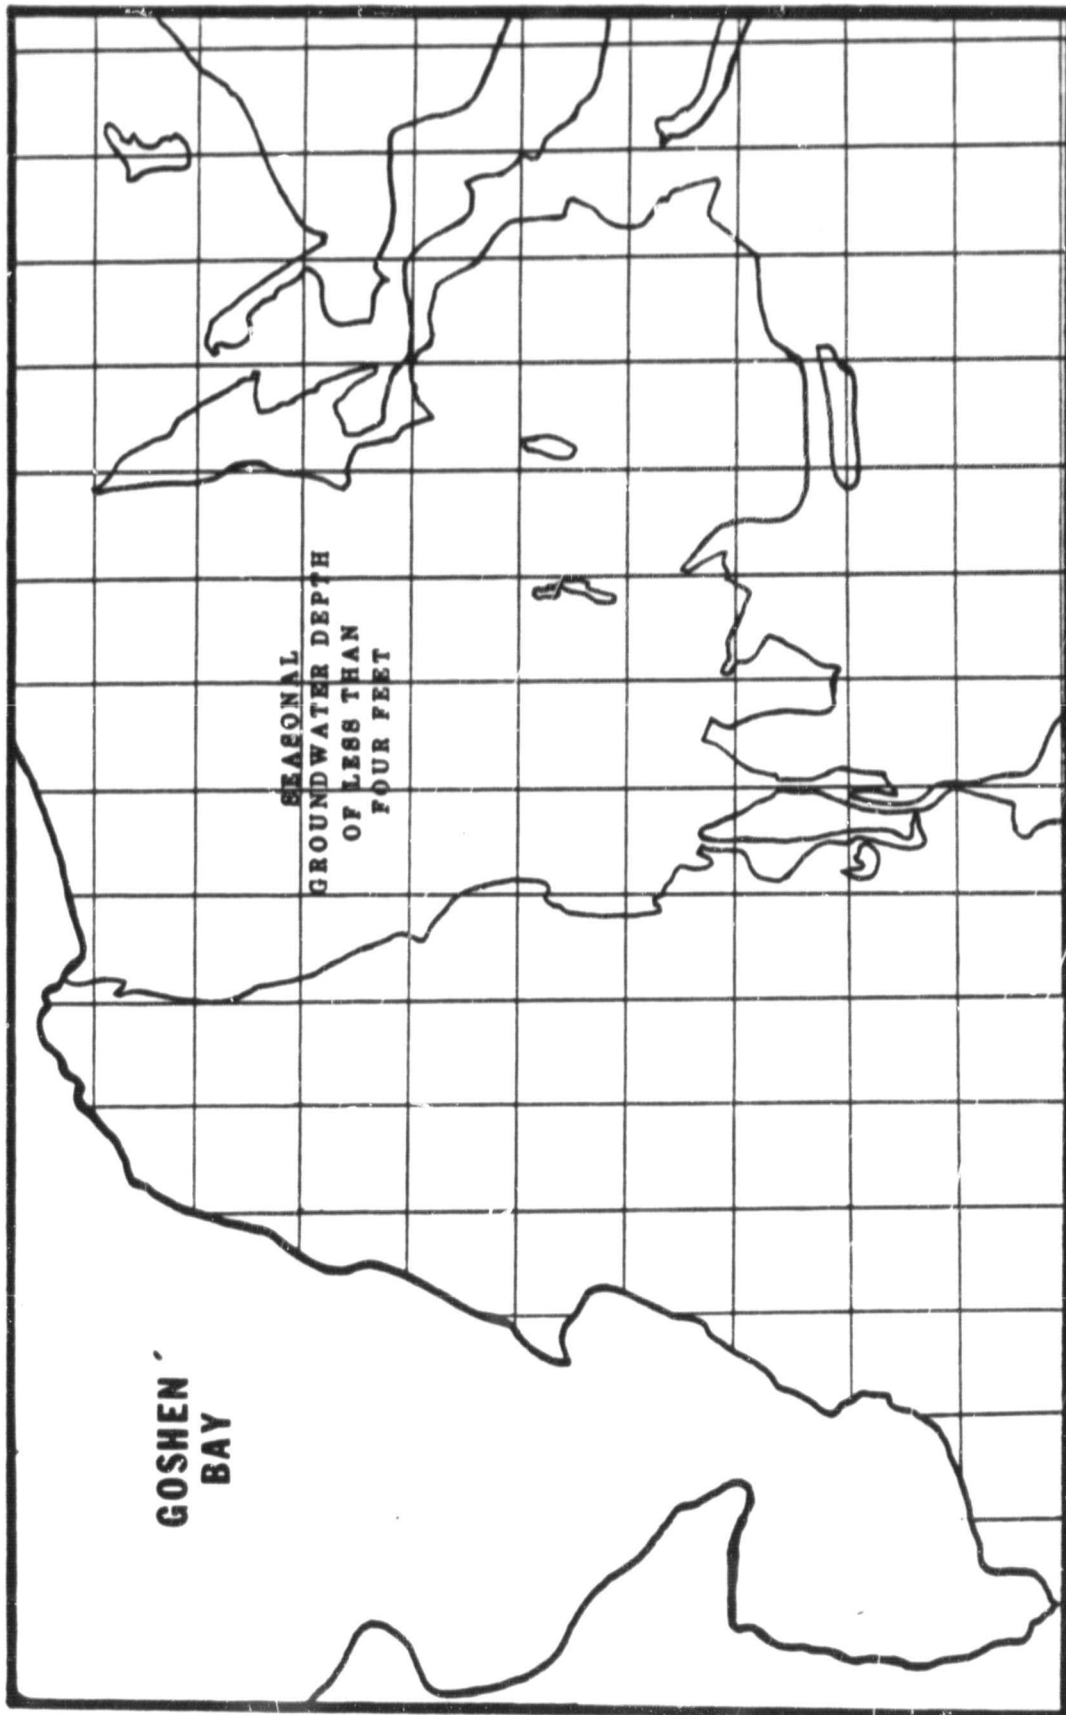 SEASONAL
GROUNDWATER DEPTH
OF LESS THAN
FOUR FEET
GOSHEN
BAY